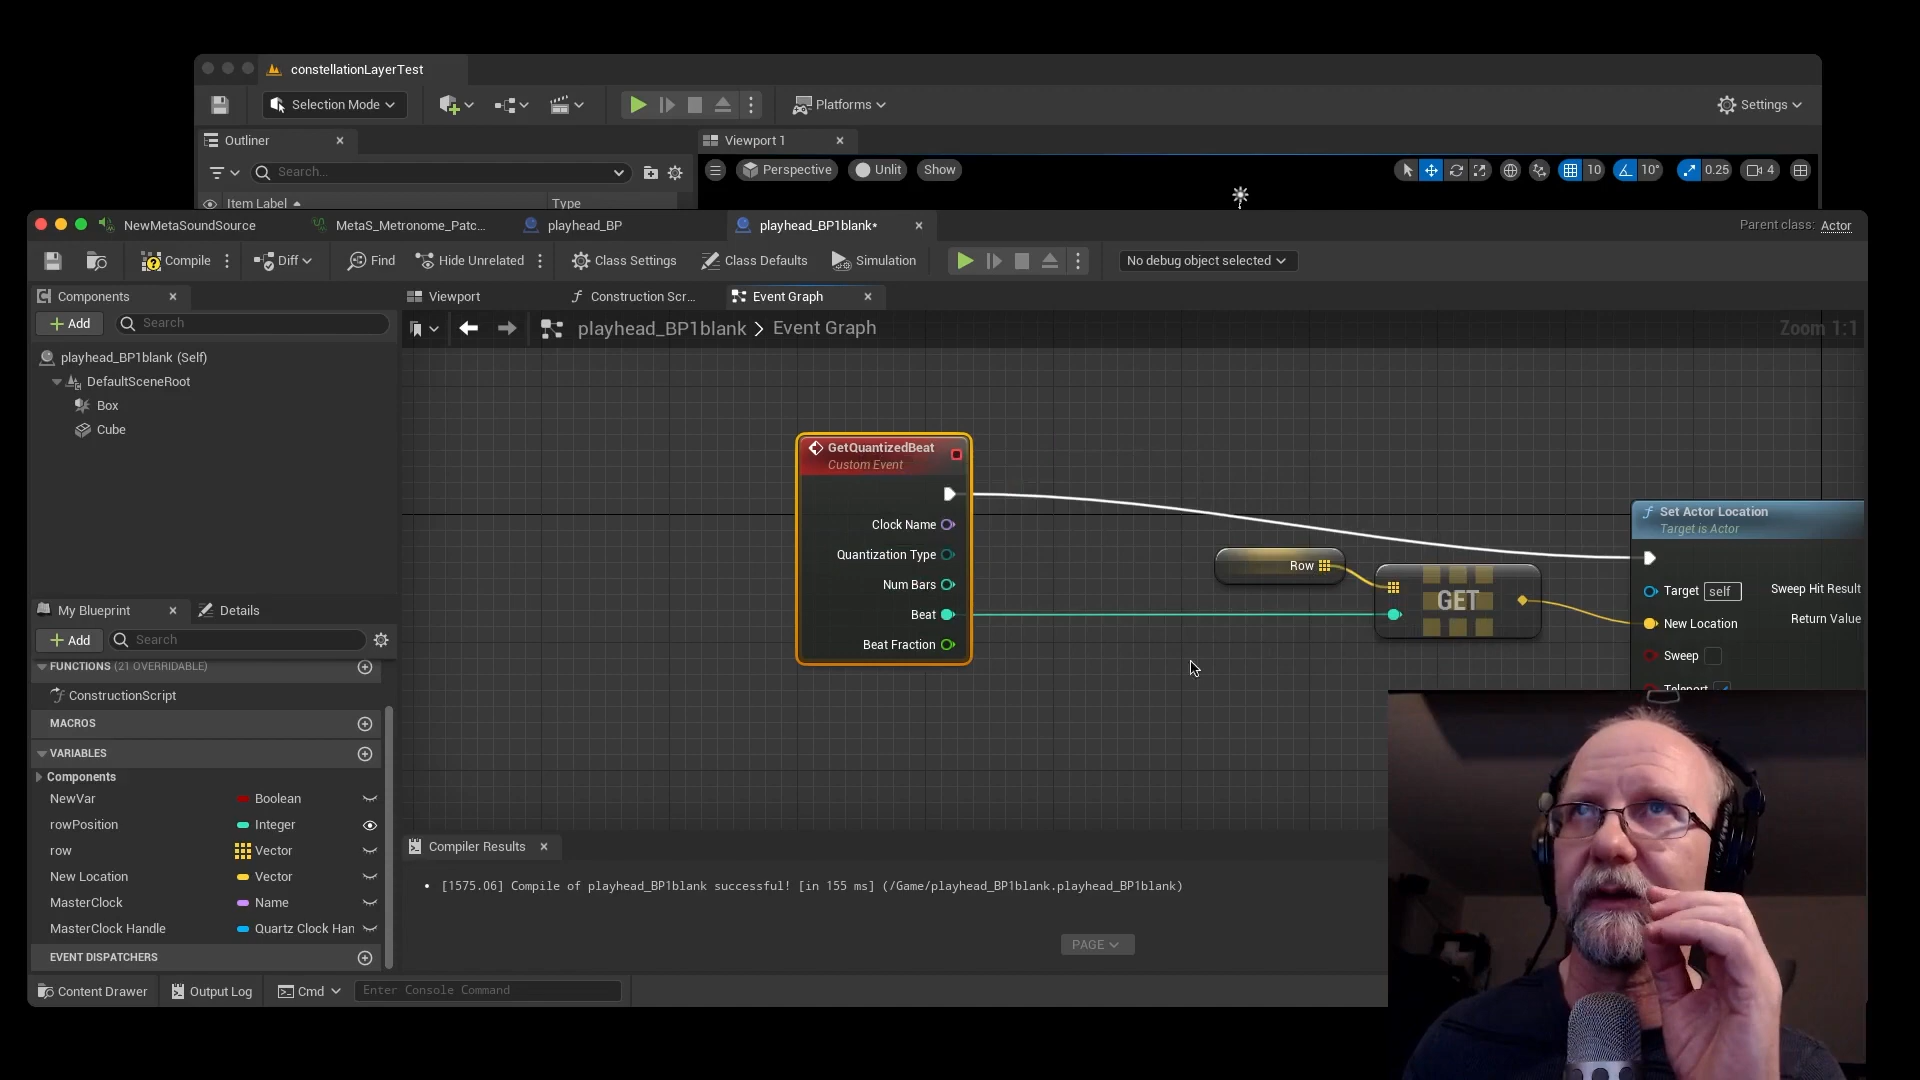 constellationLayerTest
Selection Mode
Platforms
Settings
Outliner
Viewport 1
Search...
Perspective
Unlit
Show
10
10°
0.25
4
Item Label
Type
NewMetaSoundSource
MetaS_Metronome_Patc...
playhead_BP
playhead_BP1blank*
Parent class: Actor
Compile
Diff
Find
Hide Unrelated
Class Settings
Class Defaults
Simulation
No debug object selected
Components
Viewport
Construction Scr...
Event Graph
Add
Search
playhead_BP1blank > Event Graph
Zoom 1:1
playhead_BP1blank (Self)
DefaultSceneRoot
Box
Cube
GetQuantizedBeat
Custom Event
Clock Name
Quantization Type
Num Bars
Beat
Beat Fraction
Row
GET
Set Actor Location
Target is Actor
Target self
Sweep Hit Result
New Location
Return Value
Sweep
Teleport
My Blueprint
Details
Add
Search
FUNCTIONS (21 OVERRIDABLE)
ConstructionScript
MACROS
VARIABLES
Components
NewVar Boolean
rowPosition Integer
row Vector
New Location Vector
MasterClock Name
MasterClock Handle Quartz Clock Han
EVENT DISPATCHERS
Compiler Results
• [1575.06] Compile of playhead_BP1blank successful! [in 155 ms] (/Game/playhead_BP1blank.playhead_BP1blank)
PAGE
Content Drawer
Output Log
Cmd
Enter Console Command